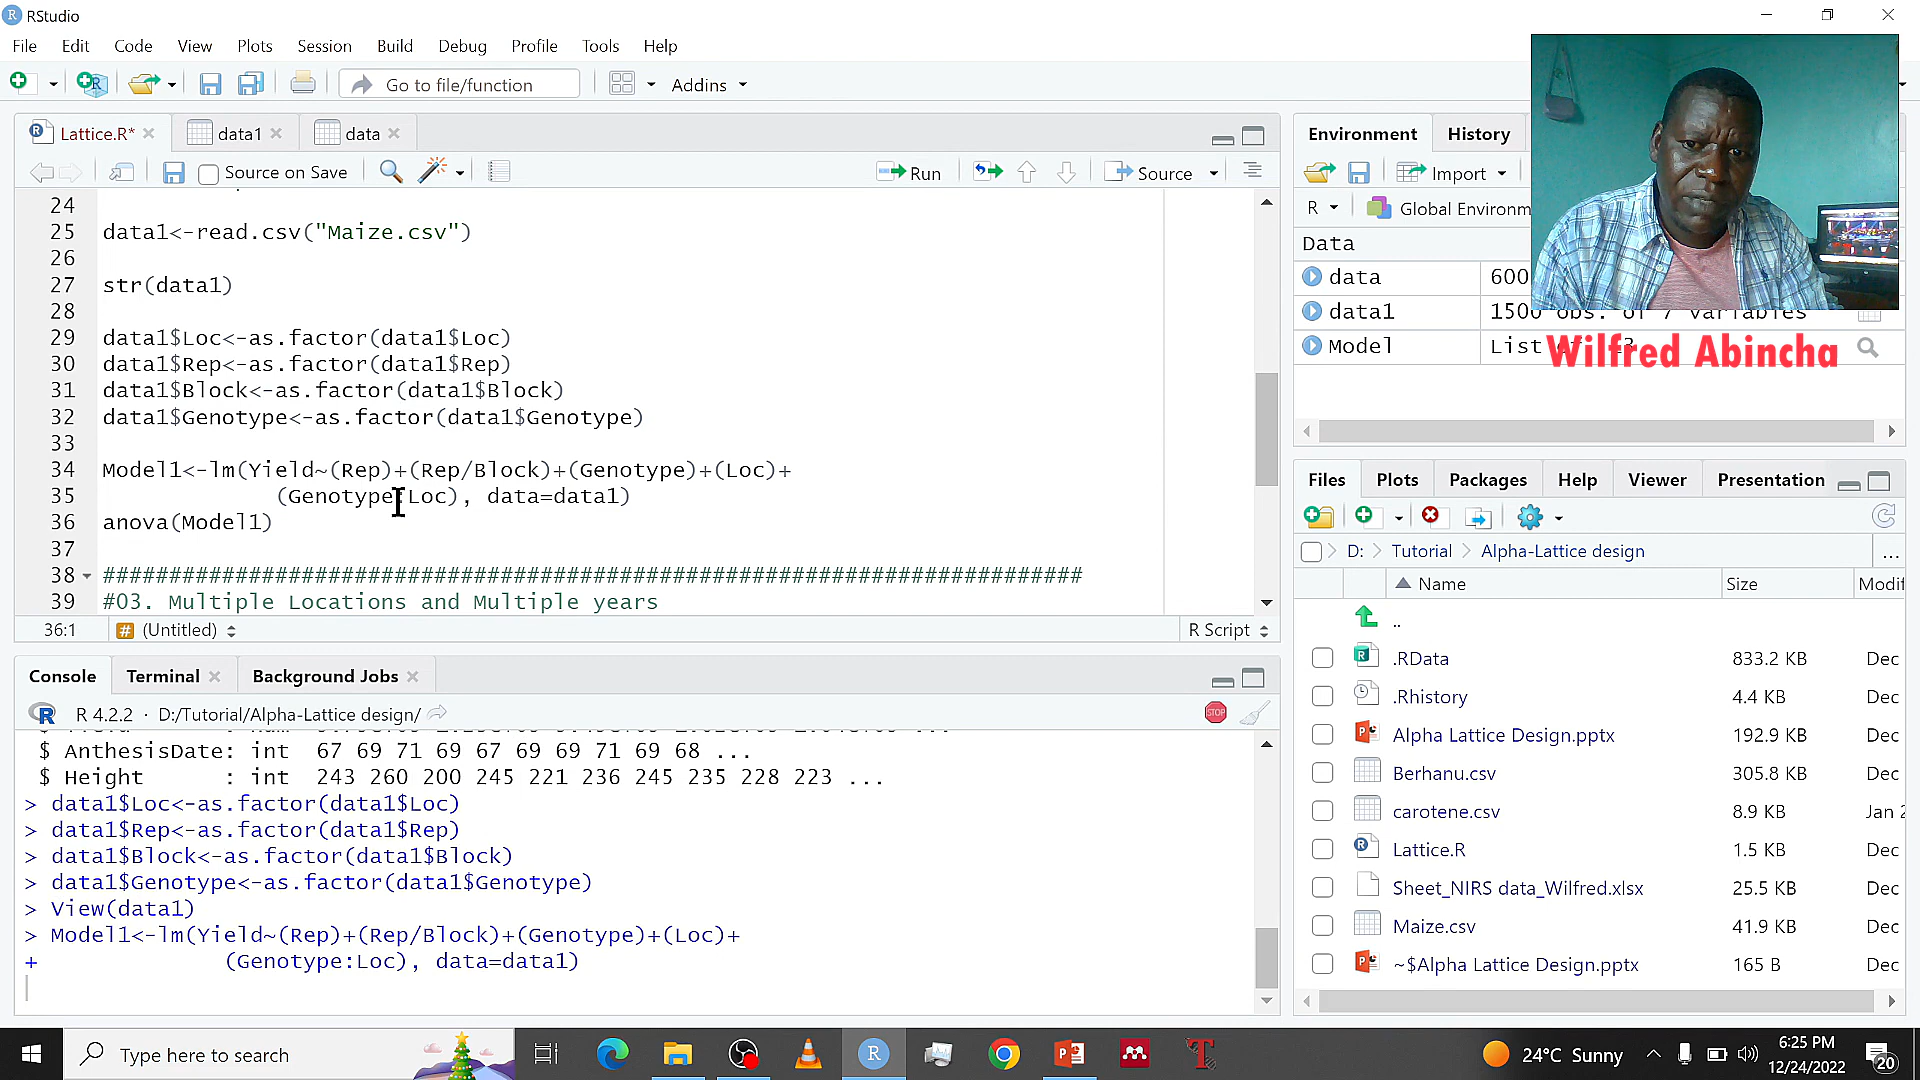 RStudio
File Edit Code View Plots Session Build Debug Profile Tools Help
Go to file/function Addins
Lattice.R* data1 data
Source on Save Run Source
24
25 data1<-read.csv("Maize.csv")
26
27 str(data1)
28
29 data1$Loc<-as.factor(data1$Loc)
30 data1$Rep<-as.factor(data1$Rep)
31 data1$Block<-as.factor(data1$Block)
32 data1$Genotype<-as.factor(data1$Genotype)
33
34 Model1<-lm(Yield~(Rep)+(Rep/Block)+(Genotype)+(Loc)+
35 (Genotype:Loc), data=data1)
36 anova(Model1)
37
38 ##########################################################################
39 #03. Multiple Locations and Multiple years
36:1 # (Untitled) R Script
Console Terminal Background Jobs
R 4.2.2 · D:/Tutorial/Alpha-Lattice design/
STOP
$ AnthesisDate: int 67 69 71 69 67 69 69 71 69 68 ...
$ Height : int 243 260 200 245 221 236 245 235 228 223 ...
> data1$Loc<-as.factor(data1$Loc)
> data1$Rep<-as.factor(data1$Rep)
> data1$Block<-as.factor(data1$Block)
> data1$Genotype<-as.factor(data1$Genotype)
> View(data1)
> Model1<-lm(Yield~(Rep)+(Rep/Block)+(Genotype)+(Loc)+
+ (Genotype:Loc), data=data1)
Environment History
Import
R Global Environm
Data
data 600
data1 1500 obs. of 7 variables
Model List
Wilfred Abincha
Files Plots Packages Help Viewer Presentation
D: > Tutorial > Alpha-Lattice design ...
Name Size Modif
..
.RData 833.2 KB Dec
.Rhistory 4.4 KB Dec
Alpha Lattice Design.pptx 192.9 KB Dec
Berhanu.csv 305.8 KB Dec
carotene.csv 8.9 KB Jan 2
Lattice.R 1.5 KB Dec
Sheet_NIRS data_Wilfred.xlsx 25.5 KB Dec
Maize.csv 41.9 KB Dec
~$Alpha Lattice Design.pptx 165 B Dec
Type here to search
24°C Sunny
6:25 PM
12/24/2022
20